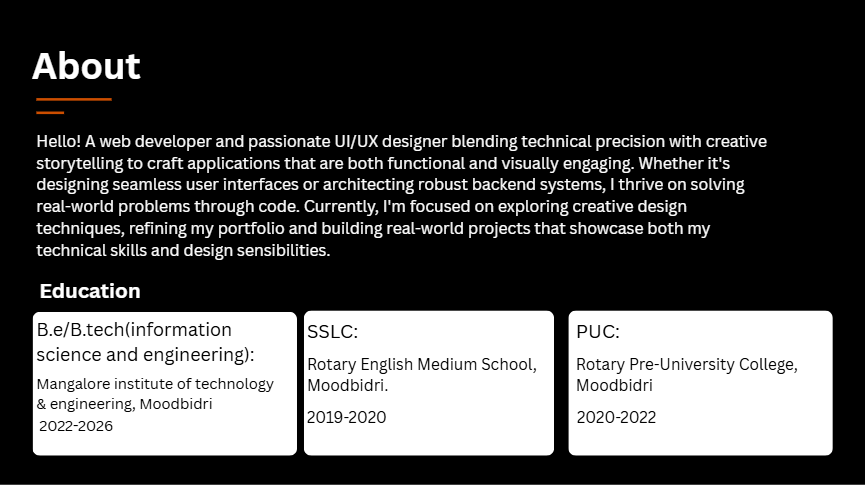 About
Hello! A web developer and passionate UI/UX designer blending technical precision with creative
storytelling to craft applications that are both functional and visually engaging. Whether it's
designing seamless user interfaces or architecting robust backend systems, I thrive on solving
real-world problems through code. Currently, I'm focused on exploring creative design
techniques, refining my portfolio and building real-world projects that showcase both my
technical skills and design sensibilities.
Education
B.e/B.tech(information
science and engineering):
Mangalore institute of technology
& engineering, Moodbidri
2022-2026
SSLC:
Rotary English Medium School,
Moodbidri.
2019-2020
PUC:
Rotary Pre-University College,
Moodbidri
2020-2022